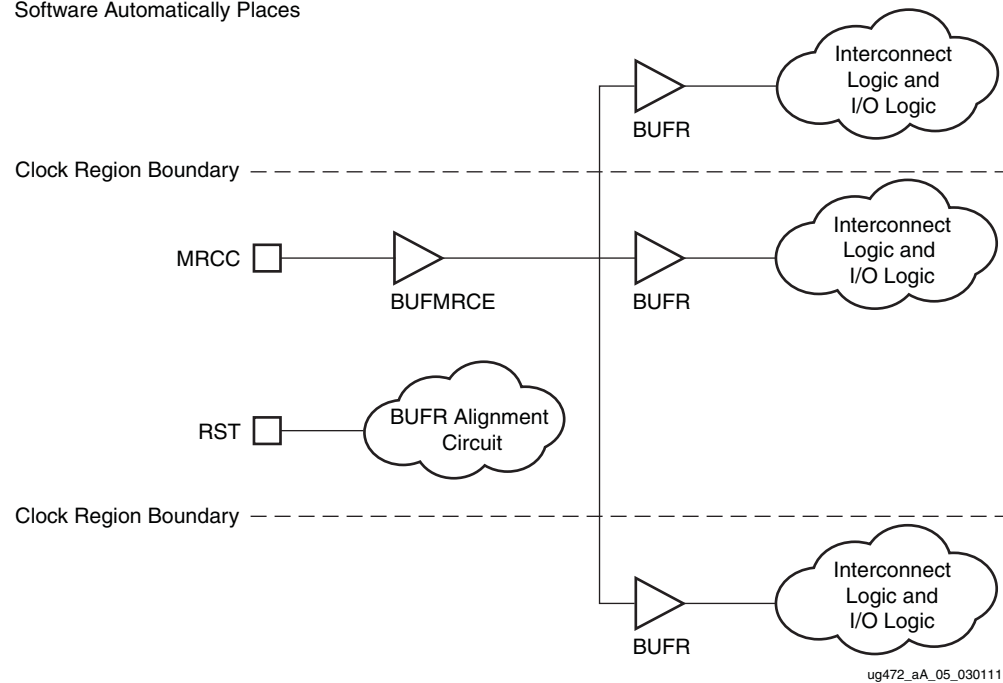 Software Automatically Places
Interconnect
Logic and
I/O Logic
BUFR
Clock Region Boundary
Interconnect
Logic and
I/O Logic
MRCC
BUFMRCE
BUFR
BUFR Alignment
Circuit
RST
Clock Region Boundary
Interconnect
Logic and
I/O Logic
BUFR
ug472_aA_05_030111